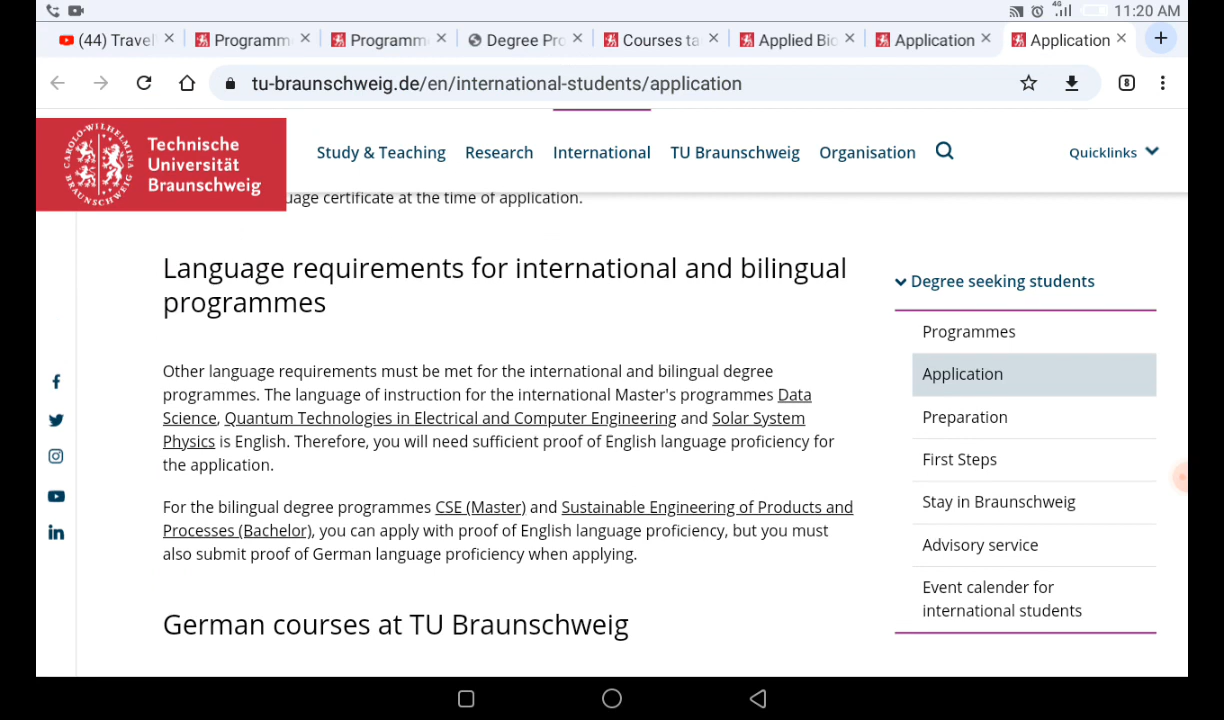 4G 11:20 AM
(44) Travel
Programm
Programm
Degree Pro
Courses ta
Applied Bio
Application
Application
tu-braunschweig.de/en/international-students/application
8
CAROLO-WILHELMINA
BRAUNSCHWEIG
Technische
Universität
Braunschweig
Study & Teaching
Research
International
TU Braunschweig
Organisation
Quicklinks
uage certificate at the time of application.
Language requirements for international and bilingual
programmes
Other language requirements must be met for the international and bilingual degree
programmes. The language of instruction for the international Master's programmes Data
Science, Quantum Technologies in Electrical and Computer Engineering and Solar System
Physics is English. Therefore, you will need sufficient proof of English language proficiency for
the application.
For the bilingual degree programmes CSE (Master) and Sustainable Engineering of Products and
Processes (Bachelor), you can apply with proof of English language proficiency, but you must
also submit proof of German language proficiency when applying.
German courses at TU Braunschweig
Degree seeking students
Programmes
Application
Preparation
First Steps
Stay in Braunschweig
Advisory service
Event calender for
international students